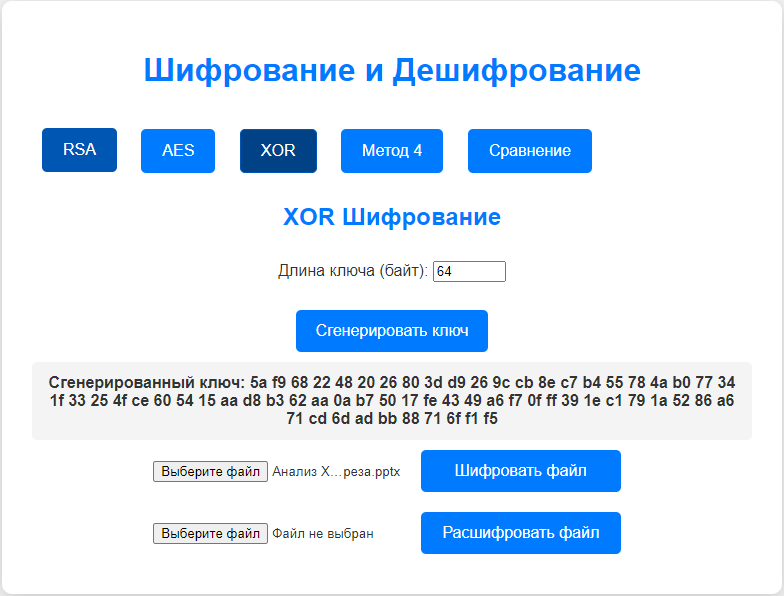 Шифрование и Дешифрование
RSA AES XOR Метод 4 Сравнение
XOR Шифрование
Длина ключа (байт): 64
Сгенерировать ключ
Сгенерированный ключ: 5a f9 68 22 48 20 26 80 3d d9 26 9c cb 8e c7 b4 55 78 4a b0 77 34
1f 33 25 4f ce 60 54 15 aa d8 b3 62 aa 0a b7 50 17 fe 43 49 a6 f7 0f ff 39 1e c1 79 1a 52 86 a6
71 cd 6d ad bb 88 71 6f f1 f5
Выберите файл Анализ Х...реза.pptx Шифровать файл
Выберите файл Файл не выбран Расшифровать файл